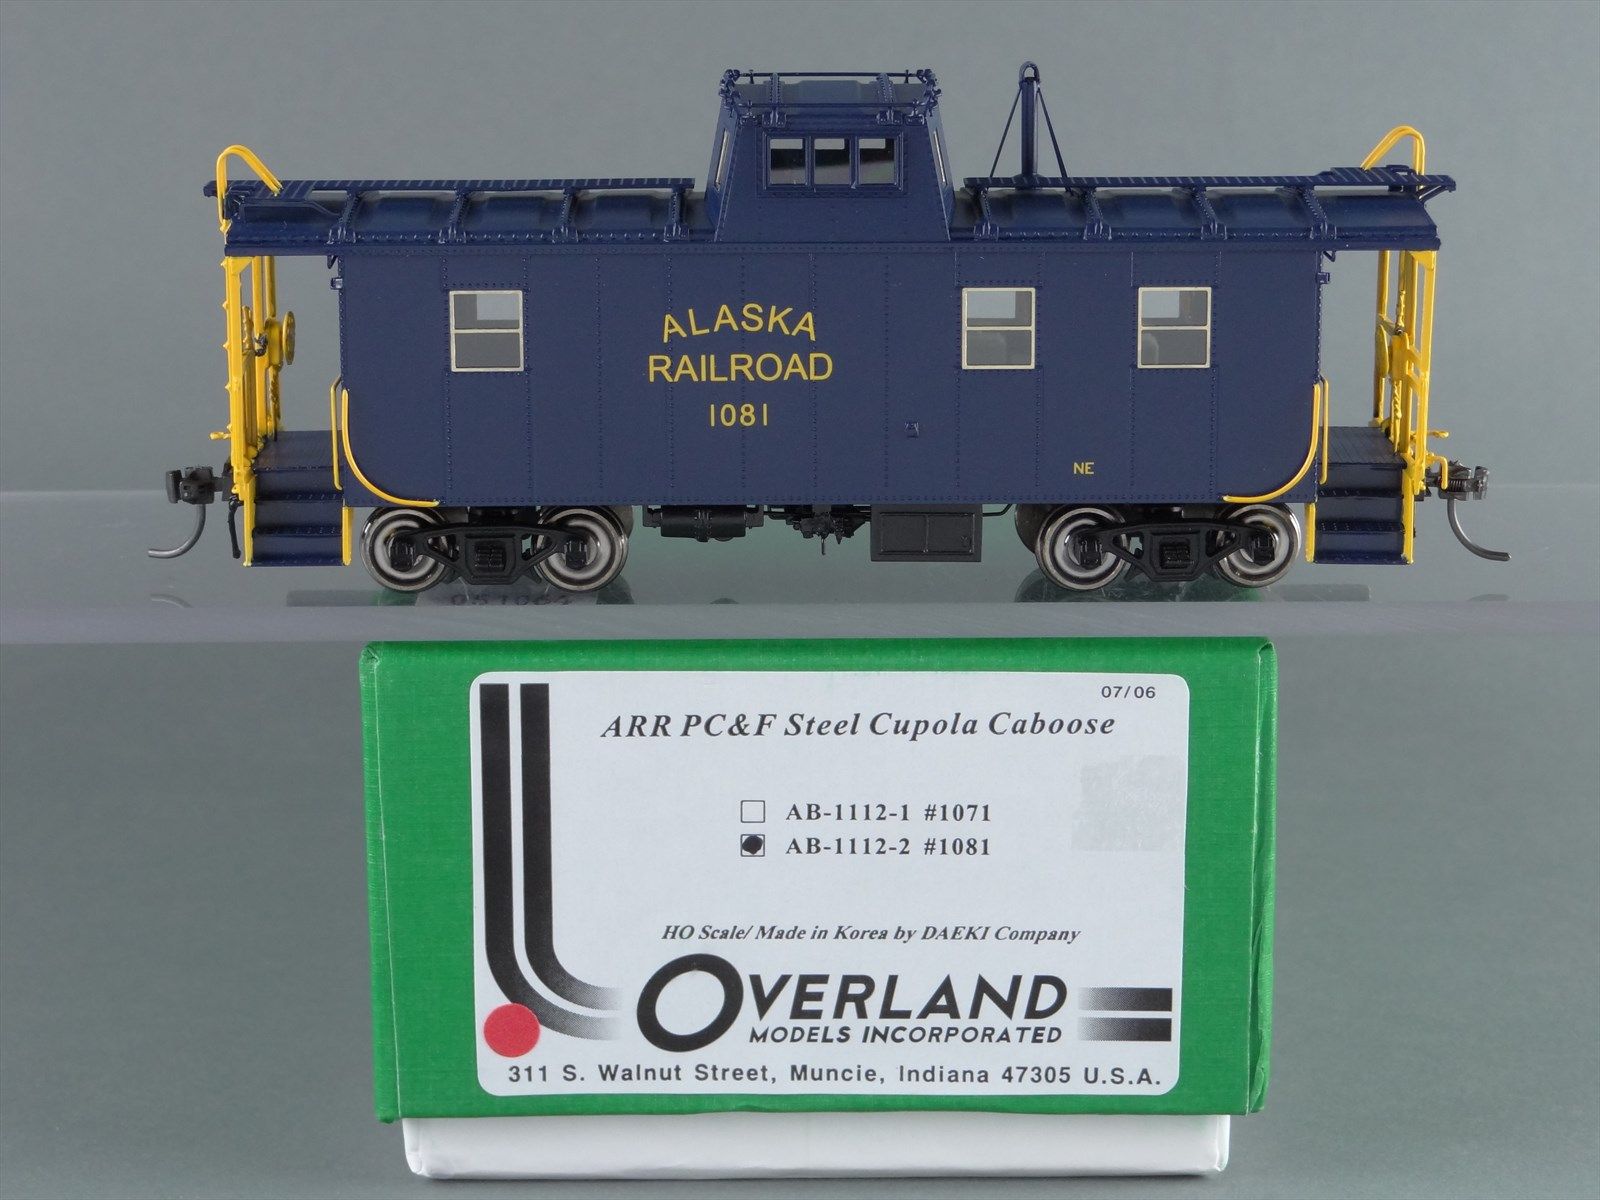 ALASKA
RAILROAD
1081
NE
07/06
ARR PC&F Steel Cupola Caboose
AB-1112-1 #1071
AB-1112-2 #1081
HO Scale/ Made in Korea by DAEKI Company
OVERLAND
MODELS INCORPORATED
311 S. Walnut Street, Muncie, Indiana 47305 U.S.A.